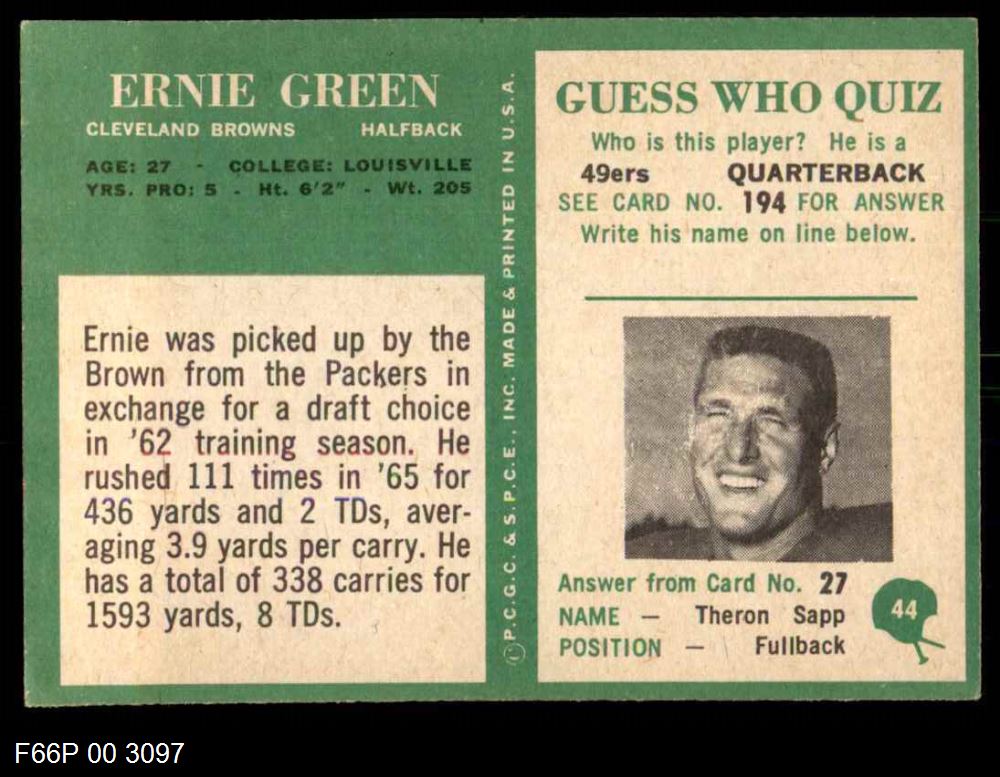 ERNIE GREEN
CLEVELAND BROWNS HALFBACK
AGE: 27 - COLLEGE: LOUISVILLE
YRS. PRO: 5 - Ht. 6'2" - Wt. 205
Ernie was picked up by the
Brown from the Packers in
exchange for a draft choice
in '62 training season. He
rushed 111 times in '65 for
436 yards and 2 TDs, aver-
aging 3.9 yards per carry. He
has a total of 338 carries for
1593 yards, 8 TDs.
© P.C.G.C. & S.P.C.E., INC. MADE & PRINTED IN U.S.A.
GUESS WHO QUIZ
Who is this player? He is a
49ers QUARTERBACK
SEE CARD NO. 194 FOR ANSWER
Write his name on line below.
Answer from Card No. 27
NAME — Theron Sapp
POSITION — Fullback
44
F66P 00 3097